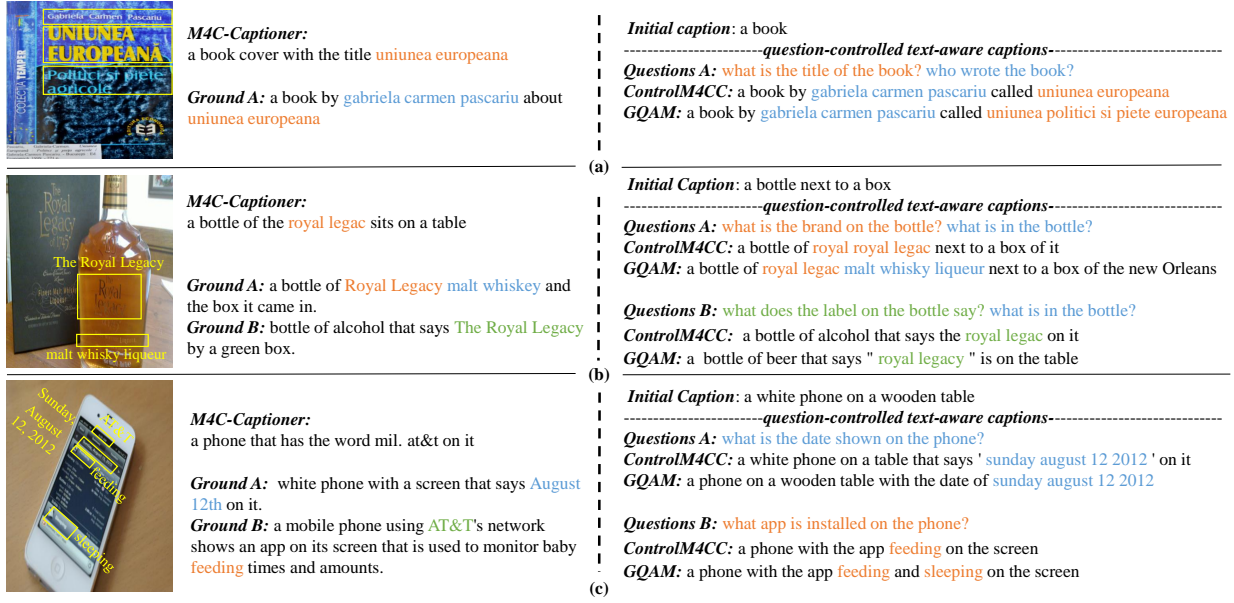 Gabriela Carmen Pascariu
UNIUNEA
EUROPEANĂ
Politici și piețe
agricole
COLECȚIA TEMPER
M4C-Captioner:
a book cover with the title uniunea europeana
Ground A: a book by gabriela carmen pascariu about
uniunea europeana
Initial caption: a book
question-controlled text-aware captions
Questions A: what is the title of the book? who wrote the book?
ControlM4CC: a book by gabriela carmen pascariu called uniunea europeana
GQAM: a book by gabriela carmen pascariu called uniunea politici si piete europeana
(a)
The
Royal
Legacy
of 1745
The Royal Legacy
malt whisky liqueur
M4C-Captioner:
a bottle of the royal legac sits on a table
Ground A: a bottle of Royal Legacy malt whiskey and
the box it came in.
Ground B: bottle of alcohol that says The Royal Legacy
by a green box.
Initial Caption: a bottle next to a box
question-controlled text-aware captions
Questions A: what is the brand on the bottle? what is in the bottle?
ControlM4CC: a bottle of royal royal legac next to a box of it
GQAM: a bottle of royal legac malt whisky liqueur next to a box of the new Orleans
Questions B: what does the label on the bottle say? what is in the bottle?
ControlM4CC: a bottle of alcohol that says the royal legac on it
GQAM: a bottle of beer that says " royal legacy " is on the table
(b)
Sunday,
August
12, 2012
AT&T
feeding
sleeping
M4C-Captioner:
a phone that has the word mil. at&t on it
Ground A: white phone with a screen that says August
12th on it.
Ground B: a mobile phone using AT&T's network
shows an app on its screen that is used to monitor baby
feeding times and amounts.
Initial Caption: a white phone on a wooden table
question-controlled text-aware captions
Questions A: what is the date shown on the phone?
ControlM4CC: a white phone on a table that says ' sunday august 12 2012 ' on it
GQAM: a phone on a wooden table with the date of sunday august 12 2012
Questions B: what app is installed on the phone?
ControlM4CC: a phone with the app feeding on the screen
GQAM: a phone with the app feeding and sleeping on the screen
(c)